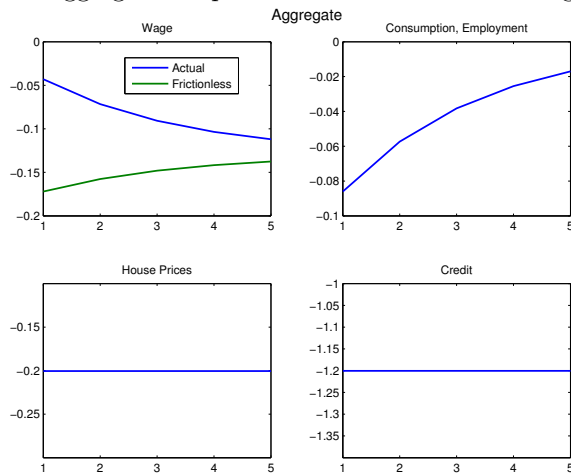 Aggregate
Wage
0
−0.05
−0.1
−0.15
−0.2
Actual
Frictionless
1 2 3 4 5
Consumption, Employment
0
−0.02
−0.04
−0.06
−0.08
−0.1
1 2 3 4 5
House Prices
−0.15
−0.2
−0.25
1 2 3 4 5
Credit
−1
−1.05
−1.1
−1.15
−1.2
−1.25
−1.3
−1.35
1 2 3 4 5